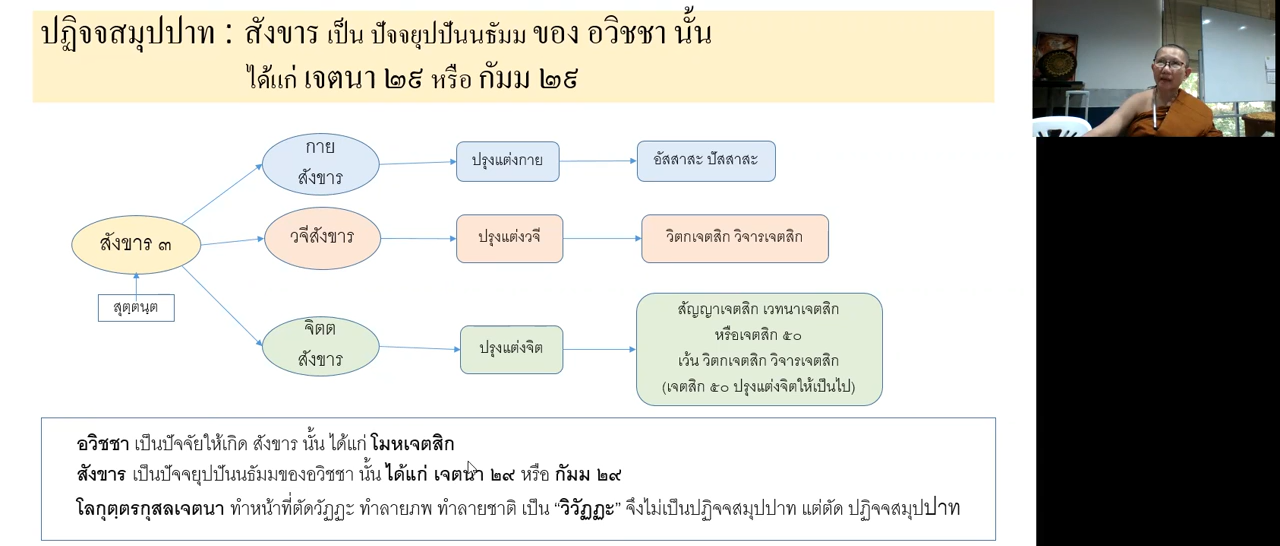 ปฏิจจสมุปปาท : สังขาร เป็น ปัจจยุปปันนธัมม ของ อวิชชา นั้น
ได้แก่ เจตนา ๒๙ หรือ กัมม ๒๙
กาย
สังขาร
ปรุงแต่งกาย
อัสสาสะ ปัสสาสะ
สังขาร ๓
วจีสังขาร
ปรุงแต่งวจี
วิตกเจตสิก วิจารเจตสิก
สุตฺตนฺต
จิตต
สังขาร
ปรุงแต่งจิต
สัญญาเจตสิก เวทนาเจตสิก
หรือเจตสิก ๕๐
เว้น วิตกเจตสิก วิจารเจตสิก
(เจตสิก ๕๐ ปรุงแต่งจิตให้เป็นไป)
อวิชชา เป็นปัจจัยให้เกิด สังขาร นั้น ได้แก่ โมหเจตสิก
สังขาร เป็นปัจจยุปปันนธัมมของอวิชชา นั้น ได้แก่ เจตนา ๒๙ หรือ กัมม ๒๙
โลกุตฺตรกุสลเจตนา ทำหน้าที่ตัดวัฏฏะ ทำลายภพ ทำลายชาติ เป็น “วิวัฏฏะ” จึงไม่เป็นปฏิจจสมุปปาท แต่ตัด ปฏิจจสมุปปาท